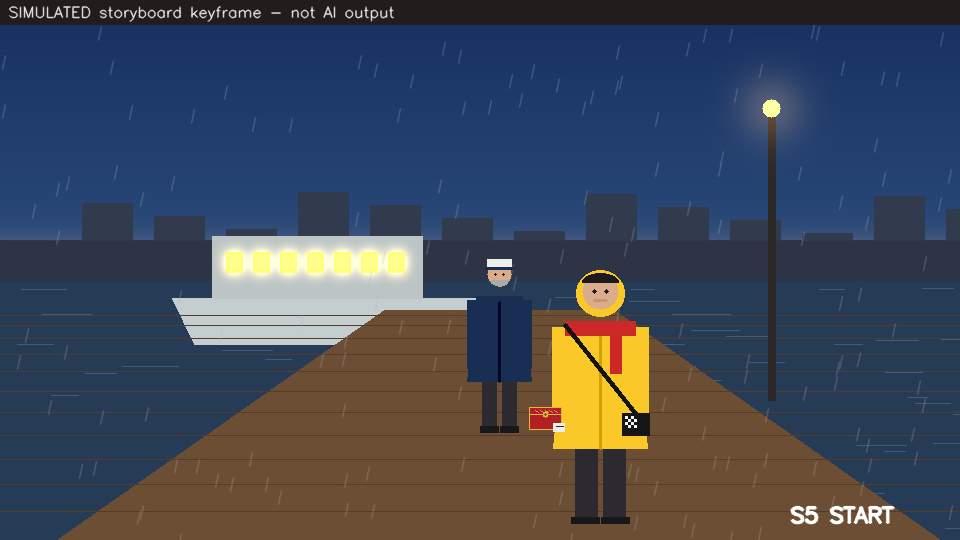 SIMULATED storyboard keyframe – not AI output
S5 START